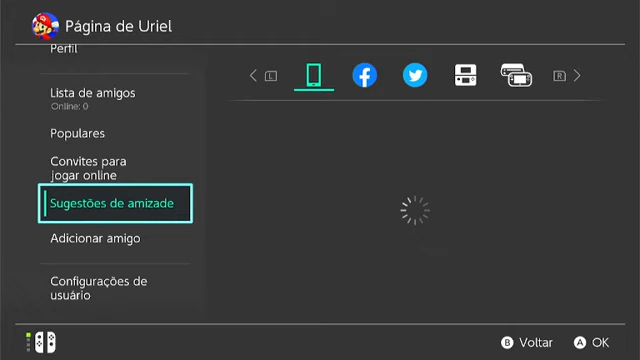 Página de Uriel
Perfil
Lista de amigos
Online: 0
Populares
Convites para
jogar online
Sugestões de amizade
Adicionar amigo
Configurações de
usuário
L
R
B Voltar
A OK